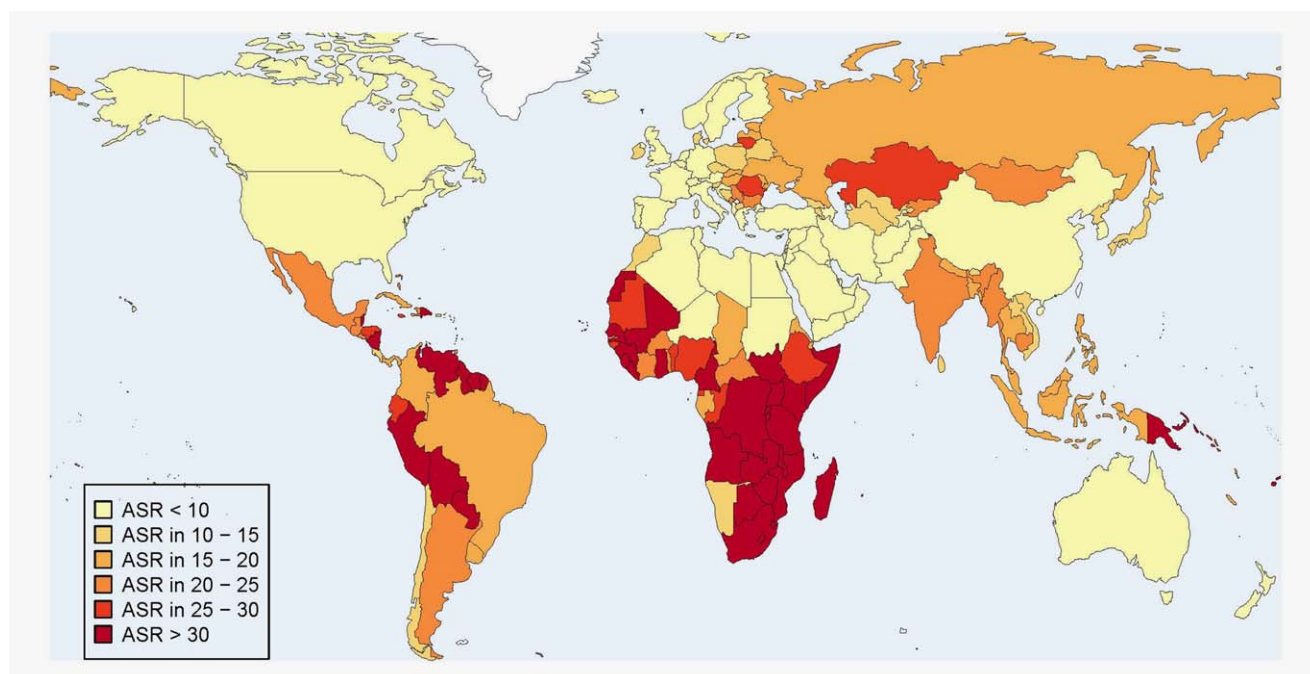 ASR < 10
ASR in 10 – 15
ASR in 15 – 20
ASR in 20 – 25
ASR in 25 – 30
ASR > 30